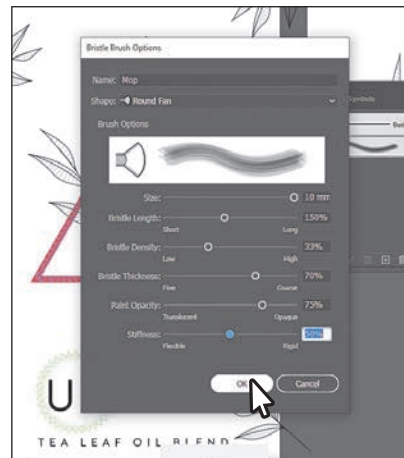 Bristle Brush Options
Name: Mop
Shape: Round Fan
Brush Options
Size: 10 mm
Bristle Length: 150%
Short Long
Bristle Density: 33%
Low High
Bristle Thickness: 70%
Fine Coarse
Paint Opacity: 75%
Translucent Opaque
Stiffness:
Flexible Rigid
OK Cancel
Symbols
U
TEA LEAF OIL BLEND